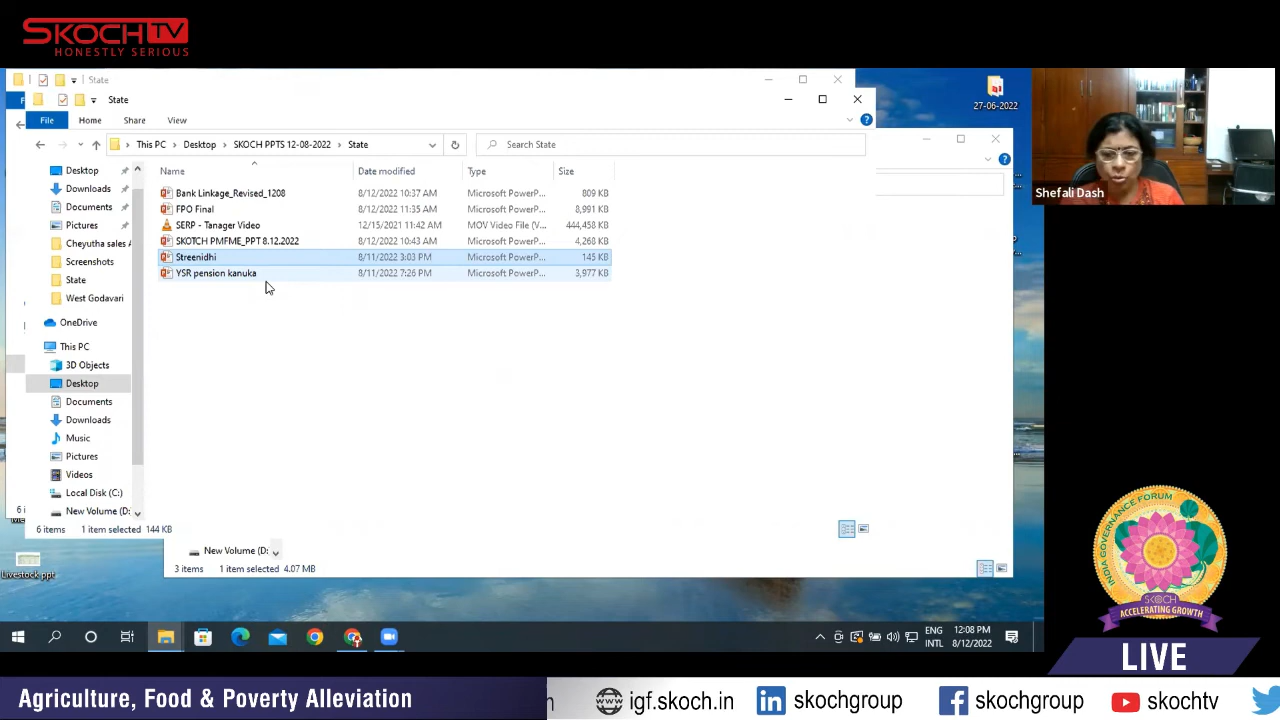 SKOCH TV
HONESTLY SERIOUS
State
State
File
Home
Share
View
This PC
Desktop
SKOCH PPTS 12-08-2022
State
Search State
Name
Date modified
Type
Size
Bank Linkage_Revised_1208
8/12/2022 10:37 AM
Microsoft PowerP...
809 KB
FPO Final
8/12/2022 11:35 AM
Microsoft PowerP...
8,991 KB
SERP - Tanager Video
12/15/2021 11:42 AM
MOV Video File (V...
444,458 KB
SKOTCH PMFME_PPT 8.12.2022
8/12/2022 10:43 AM
Microsoft PowerP...
4,268 KB
Streenidhi
8/11/2022 3:03 PM
Microsoft PowerP...
145 KB
YSR pension kanuka
8/11/2022 7:26 PM
Microsoft PowerP...
3,977 KB
Desktop
Downloads
Documents
Pictures
Cheyutha sales
Screenshots
State
West Godavari
OneDrive
This PC
3D Objects
Desktop
Documents
Downloads
Music
Pictures
Videos
Local Disk (C:)
New Volume (D:
6 items
1 item selected 144 KB
New Volume (D:
3 items
1 item selected 4.07 MB
Livestock ppt
27-06-2022
Shefali Dash
ENG
INTL
12:08 PM
8/12/2022
INDIA GOVERNANCE FORUM
SKOCH
ACCELERATING GROWTH
LIVE
Agriculture, Food & Poverty Alleviation
igf.skoch.in
skochgroup
skochgroup
skochtv